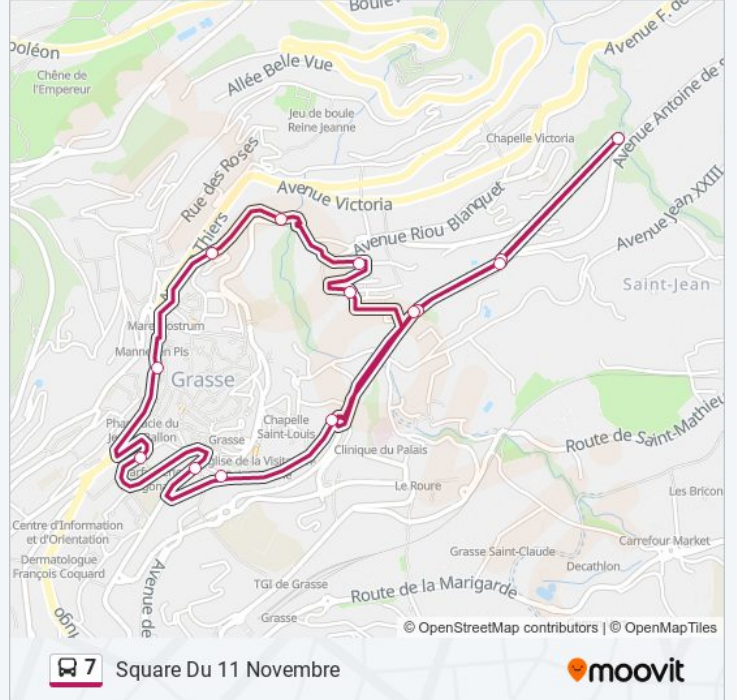 Boulev
Avenue F. de
poléon
Chêne de
l'Empereur
Allée Belle Vue
Avenue Antoine de s
Jeu de boule
Reine Jeanne
Chapelle Victoria
Rue des Roses
Avenue Victoria
Avenue Riou Blanquet
Avenue Jean XXIII
Thiers
Saint-Jean
Mare Nostrum
Manneken Pis
Grasse
Chapelle
Saint-Louis
Grasse
Clinique du Palais
Route de Saint-Mathieu
Le Roure
Les Bricon
Centre d'Information
et d'Orientation
Grasse Saint-Claude
Carrefour Market
Decathlon
Dermatologue
François Coquard
Avenue de
TGI de Grasse
Route de la Marigarde
Grasse
Hugo
© OpenStreetMap contributors | © OpenMapTiles
7 Square Du 11 Novembre
moovit